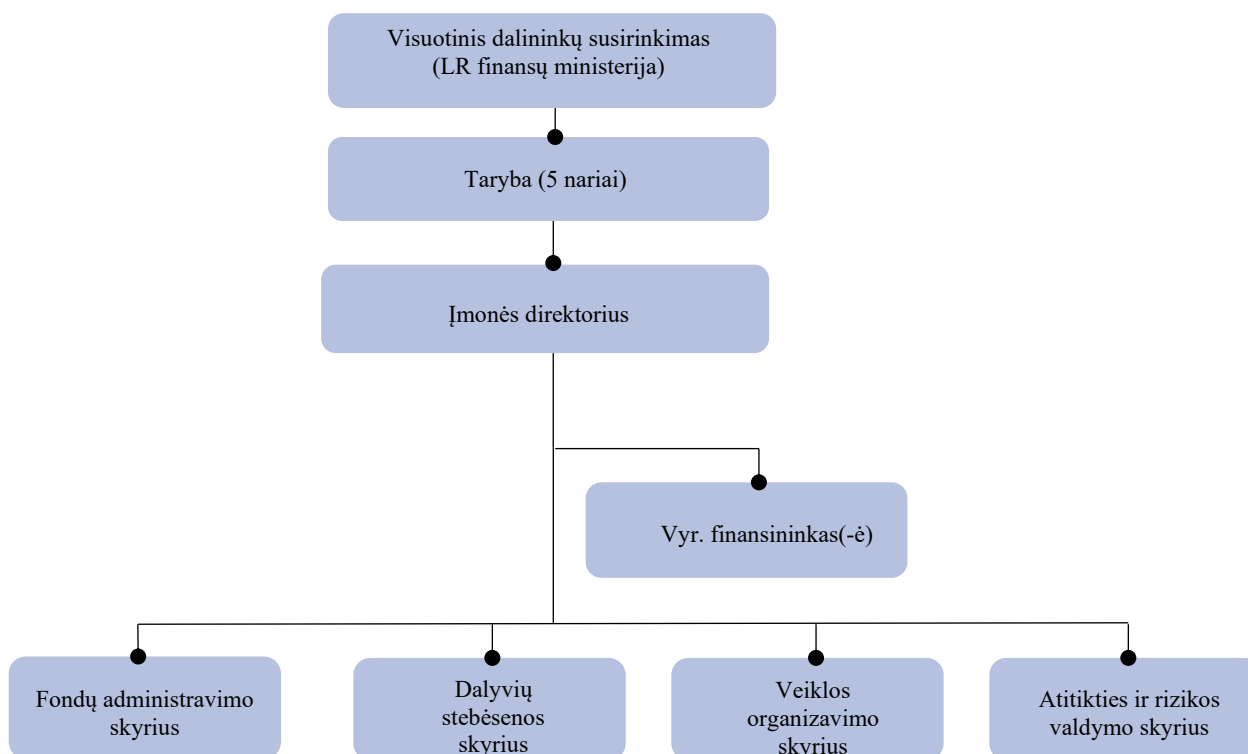 Visuotinis dalininkų susirinkimas
(LR finansų ministerija)
Taryba (5 nariai)
Įmonės direktorius
Vyr. finansininkas(-ė)
Fondų administravimo
skyrius
Dalyvių
stebėsenos
skyrius
Veiklos
organizavimo
skyrius
Atitikties ir rizikos
valdymo skyrius